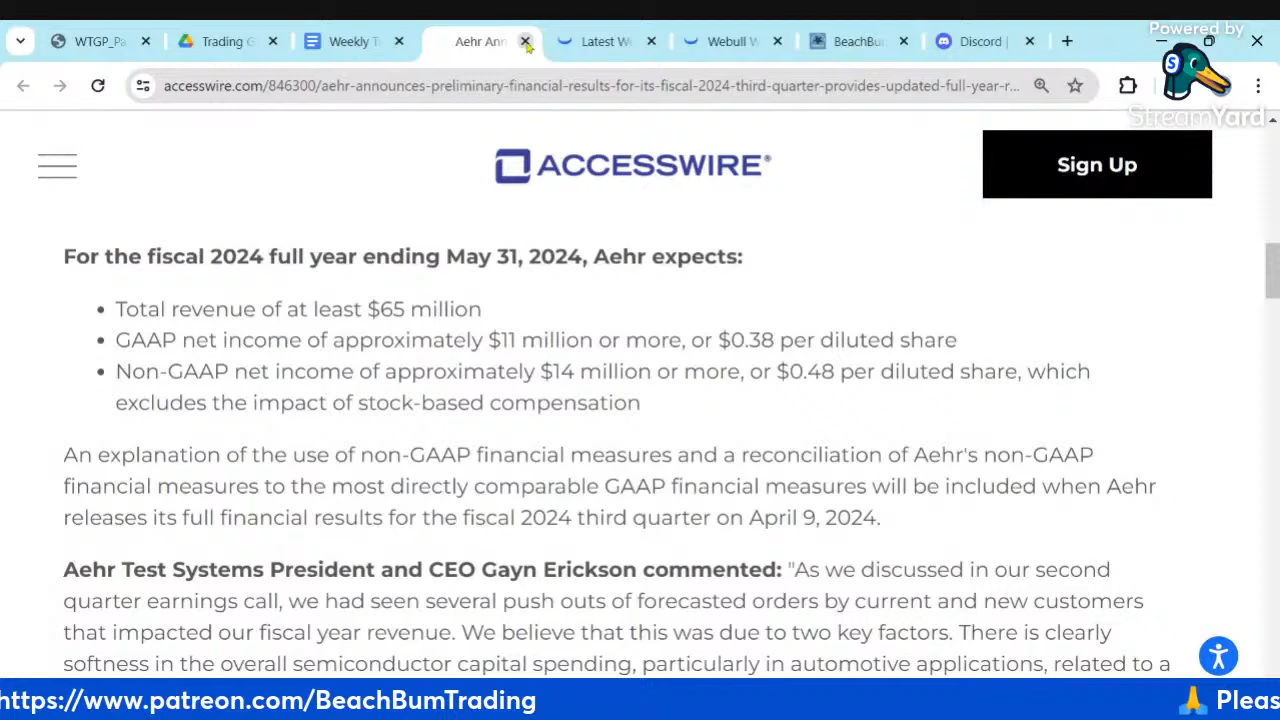 WTGP_Pa
Trading G
Weekly T
Aehr Ann
Latest We
Webull W
BeachBu
Discord |
Powered by
StreamYard
accesswire.com/846300/aehr-announces-preliminary-financial-results-for-its-fiscal-2024-third-quarter-provides-updated-full-year-r...
ACCESSWIRE®
Sign Up
For the fiscal 2024 full year ending May 31, 2024, Aehr expects:
• Total revenue of at least $65 million
• GAAP net income of approximately $11 million or more, or $0.38 per diluted share
• Non-GAAP net income of approximately $14 million or more, or $0.48 per diluted share, which
excludes the impact of stock-based compensation
An explanation of the use of non-GAAP financial measures and a reconciliation of Aehr's non-GAAP
financial measures to the most directly comparable GAAP financial measures will be included when Aehr
releases its full financial results for the fiscal 2024 third quarter on April 9, 2024.
Aehr Test Systems President and CEO Gayn Erickson commented: "As we discussed in our second
quarter earnings call, we had seen several push outs of forecasted orders by current and new customers
that impacted our fiscal year revenue. We believe that this was due to two key factors. There is clearly
softness in the overall semiconductor capital spending, particularly in automotive applications, related to a
https://www.patreon.com/BeachBumTrading
🙏 Pleas